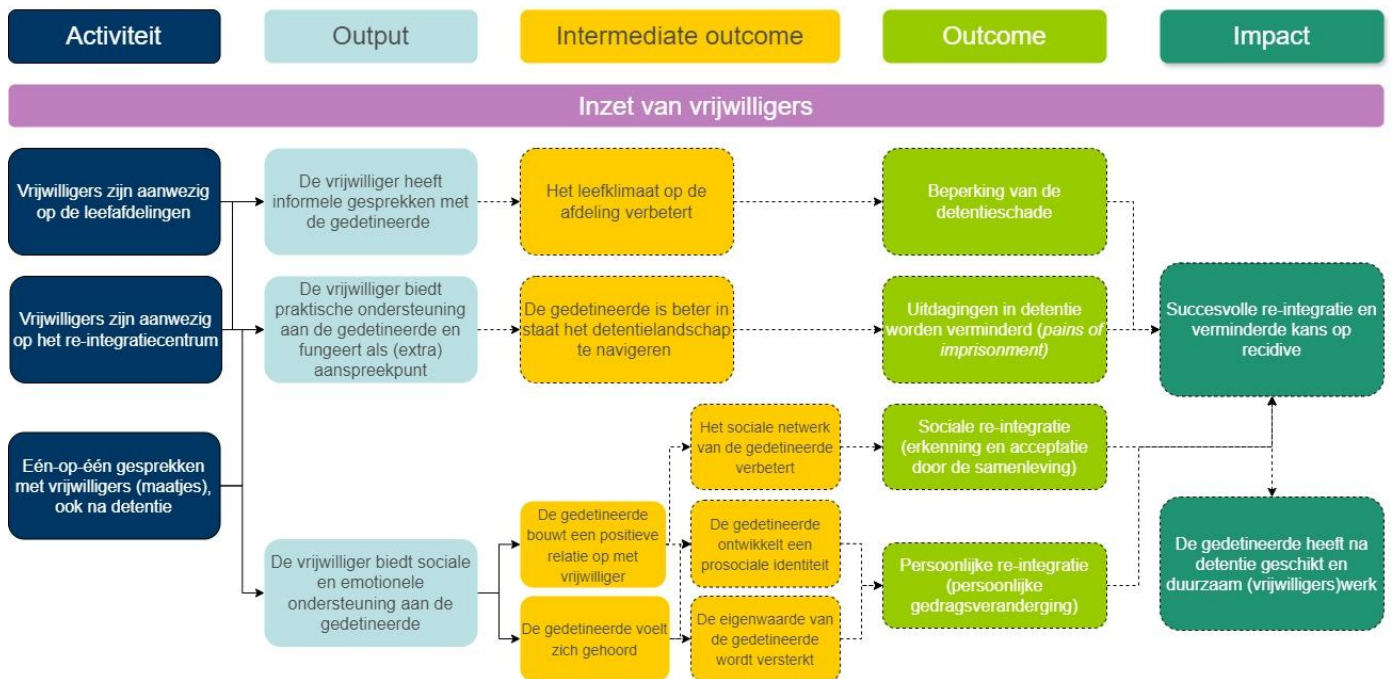 Activiteit
Output
Intermediate outcome
Outcome
Impact
Inzet van vrijwilligers
Vrijwilligers zijn aanwezig
op de leefafdelingen
De vrijwilliger heeft
informele gesprekken met
de gedetineerde
Het leefklimaat op de
afdeling verbetert
Beperking van de
detentieschade
Vrijwilligers zijn aanwezig
op het re-integratiecentrum
De vrijwilliger biedt
praktische ondersteuning
aan de gedetineerde en
fungeert als (extra)
aanspreekpunt
De gedetineerde is beter in
staat het detentielandschap
te navigeren
Uitdagingen in detentie
worden verminderd (pains of
imprisonment)
Succesvolle re-integratie en
verminderde kans op
recidive
Eén-op-één gesprekken
met vrijwilligers (maatjes),
ook na detentie
De vrijwilliger biedt sociale
en emotionele
ondersteuning aan de
gedetineerde
De gedetineerde
bouwt een positieve
relatie op met
vrijwilliger
De gedetineerde voelt
zich gehoord
Het sociale netwerk
van de gedetineerde
verbetert
De gedetineerde
ontwikkelt een
prosociale identiteit
De eigenwaarde van
de gedetineerde
wordt versterkt
Sociale re-integratie
(erkenning en acceptatie
door de samenleving)
Persoonlijke re-integratie
(persoonlijke
gedragsveranderging)
De gedetineerde heeft na
detentie geschikt en
duurzaam (vrijwilligers)werk